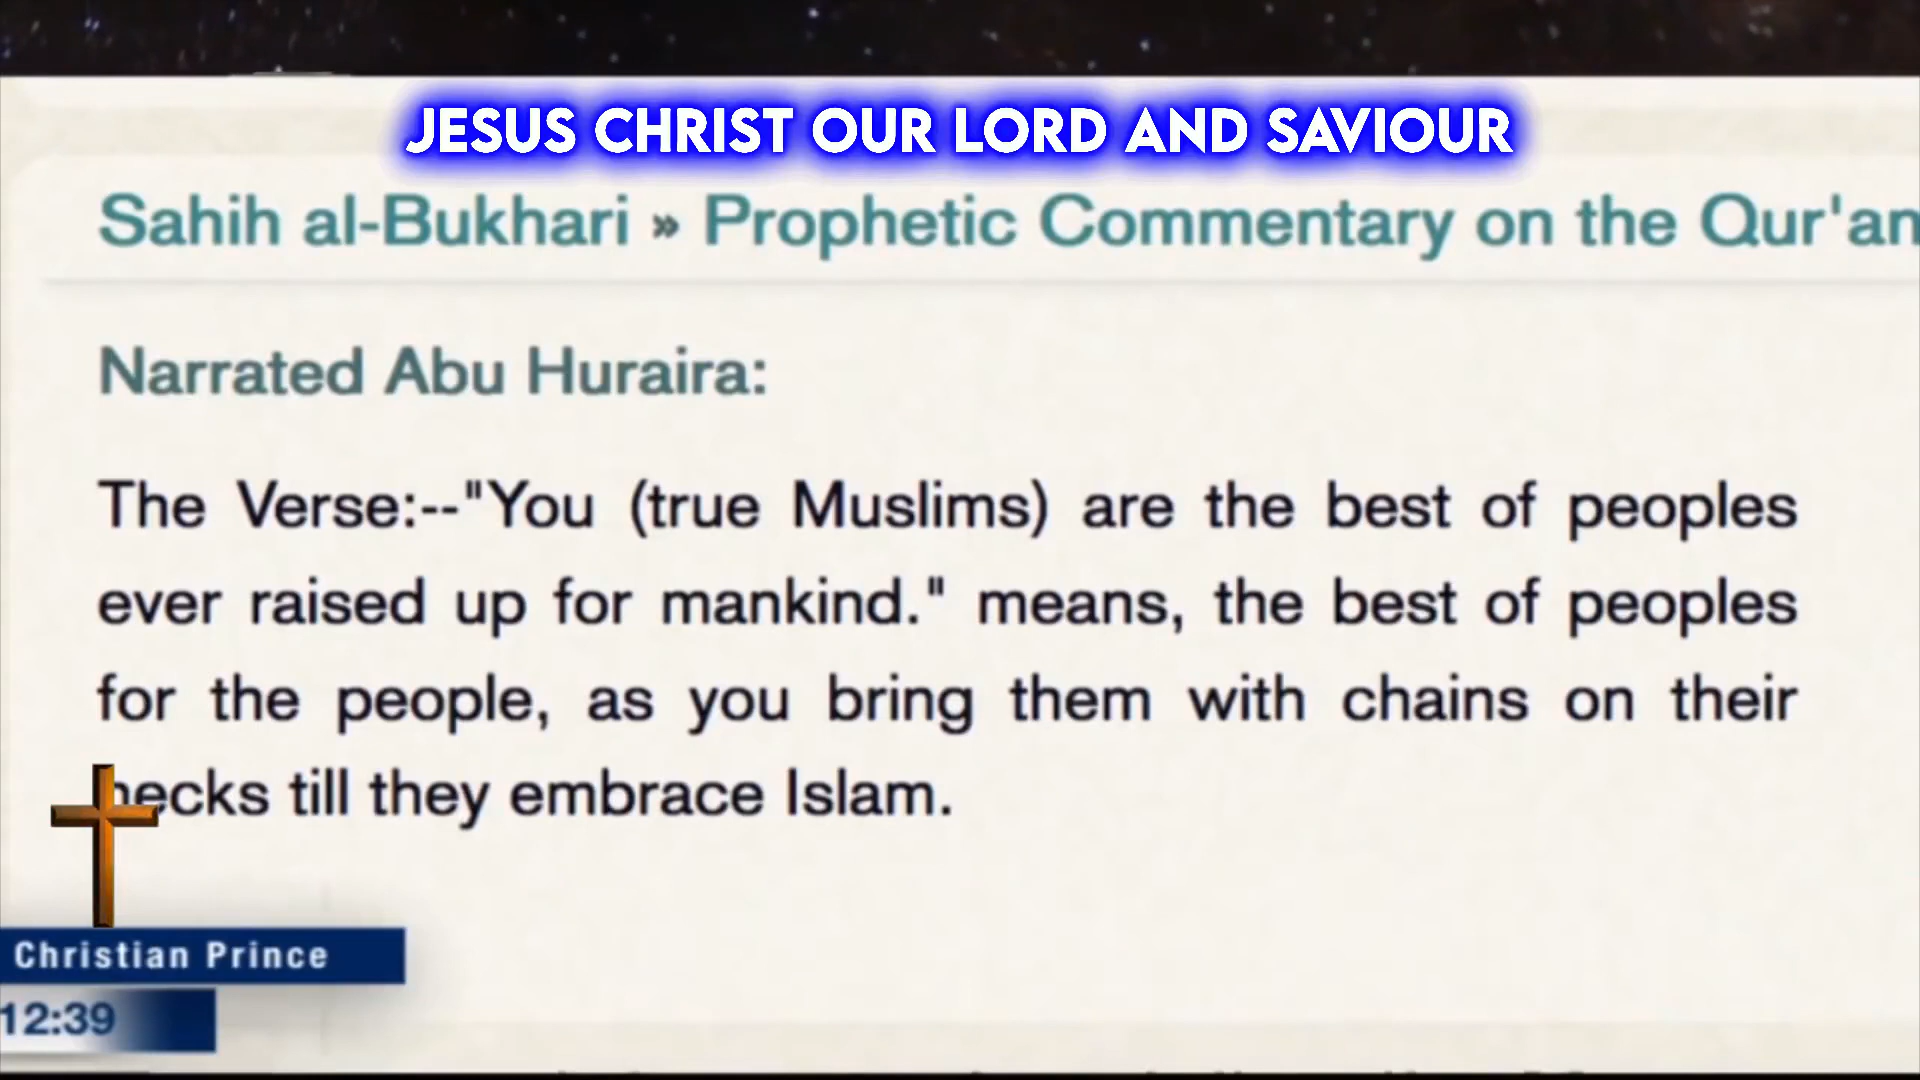 JESUS CHRIST OUR LORD AND SAVIOUR
Sahih al-Bukhari » Prophetic Commentary on the Qur'an
Narrated Abu Huraira:
The Verse:--"You (true Muslims) are the best of peoples
ever raised up for mankind." means, the best of peoples
for the people, as you bring them with chains on their
necks till they embrace Islam.
Christian Prince
12:39